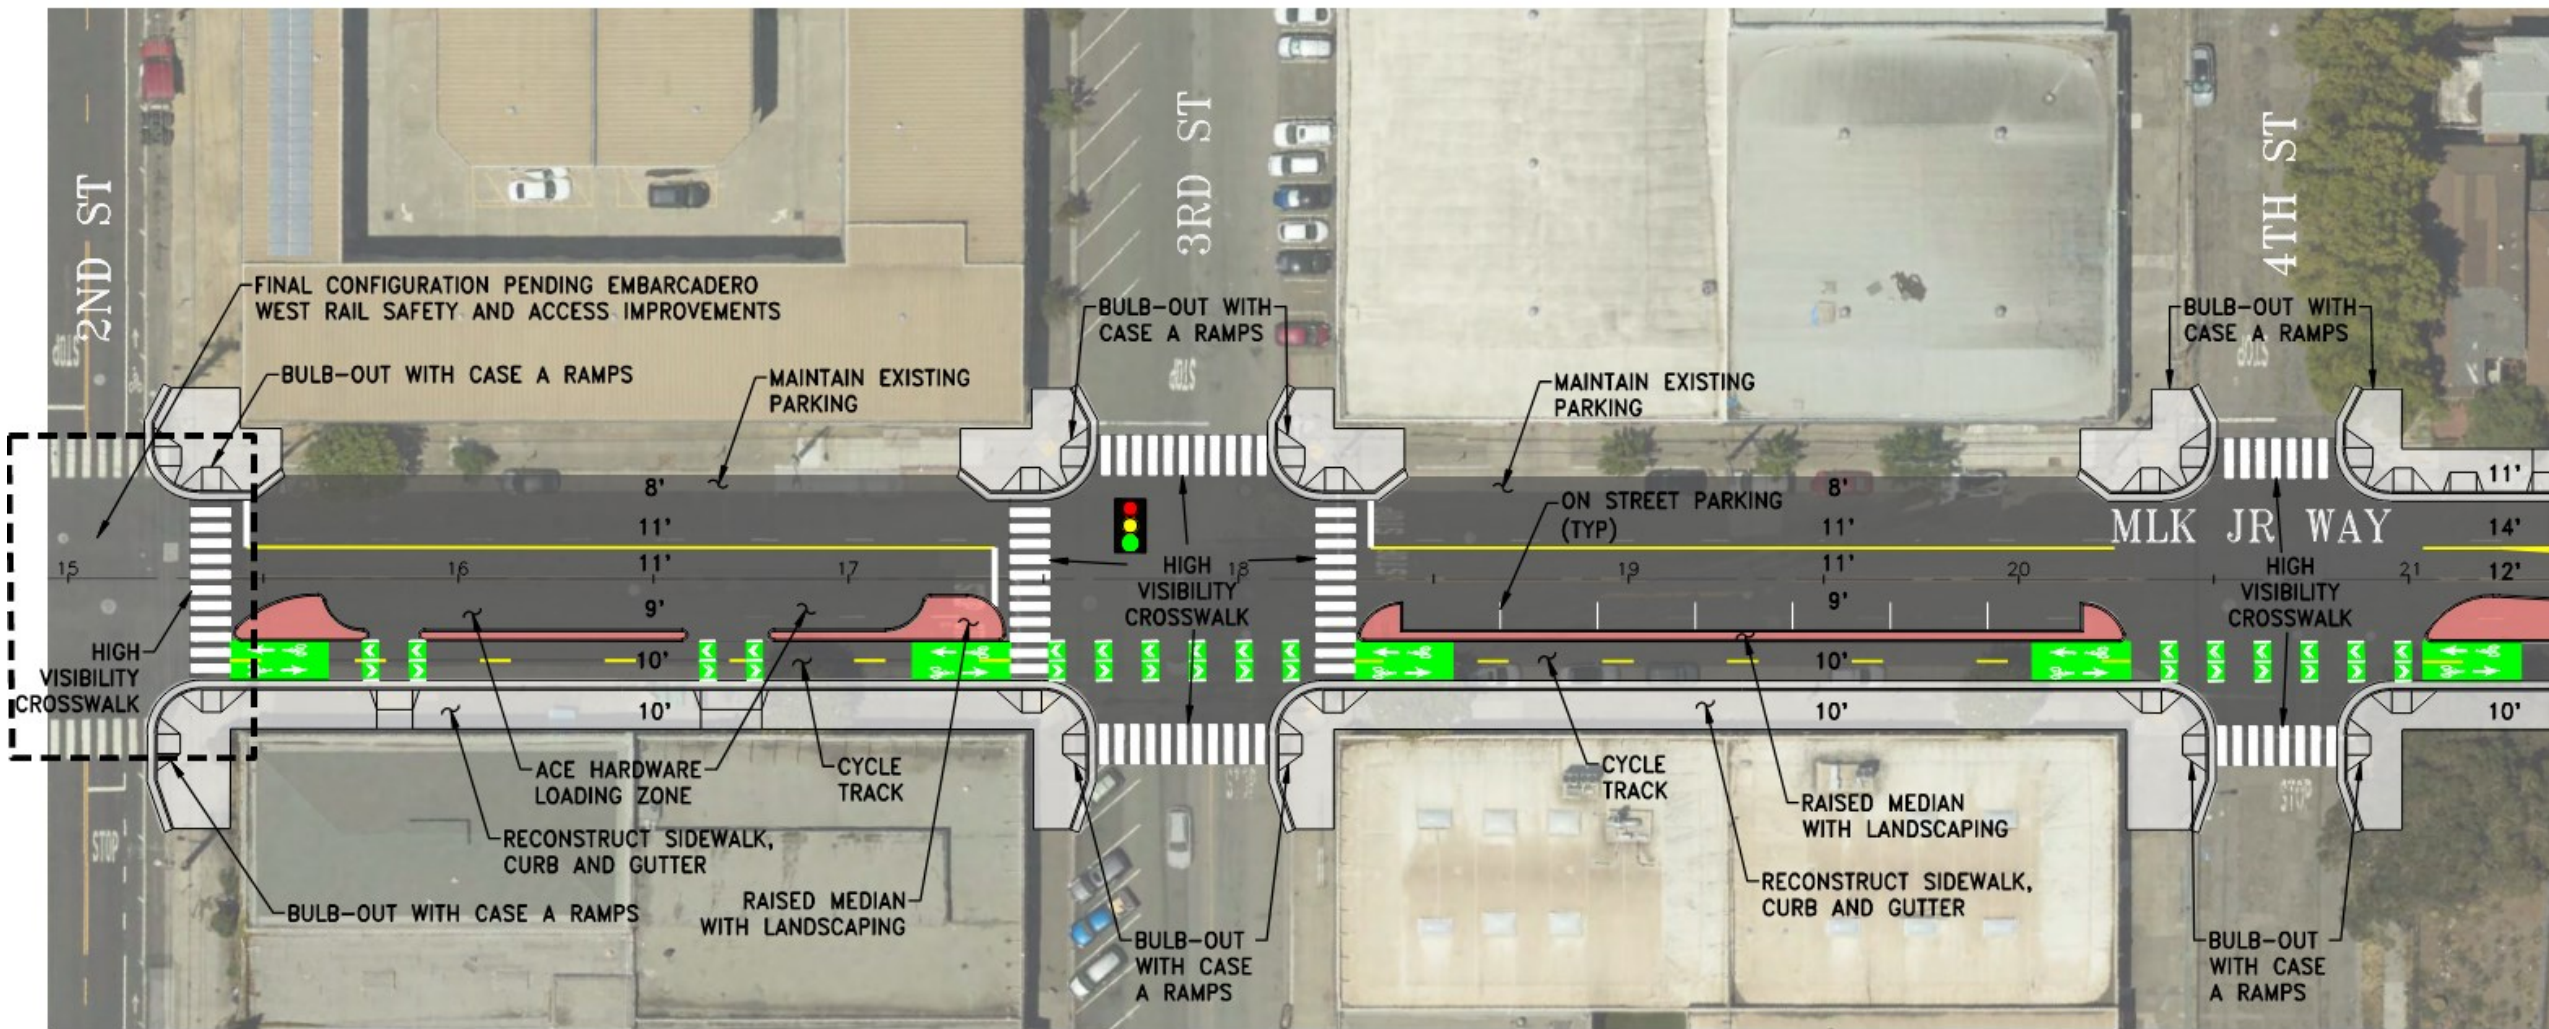 2ND ST
3RD ST
4TH ST
FINAL CONFIGURATION PENDING EMBARCADERO
WEST RAIL SAFETY AND ACCESS IMPROVEMENTS
BULB-OUT WITH
CASE A RAMPS
BULB-OUT WITH
CASE A RAMPS
STOP
STOP
STOP
BULB-OUT WITH CASE A RAMPS
MAINTAIN EXISTING
PARKING
MAINTAIN EXISTING
PARKING
8'
11'
11'
9'
10'
10'
ON STREET PARKING
(TYP)
8'
11'
11'
9'
10'
10'
MLK JR WAY
11'
14'
12'
10'
15
16
17
18
19
20
21
HIGH
VISIBILITY
CROSSWALK
HIGH
VISIBILITY
CROSSWALK
HIGH
VISIBILITY
CROSSWALK
ACE HARDWARE
LOADING ZONE
CYCLE
TRACK
CYCLE
TRACK
RAISED MEDIAN
WITH LANDSCAPING
RECONSTRUCT SIDEWALK,
CURB AND GUTTER
STOP
STOP
RECONSTRUCT SIDEWALK,
CURB AND GUTTER
RAISED MEDIAN
WITH LANDSCAPING
BULB-OUT WITH CASE A RAMPS
BULB-OUT
WITH CASE
A RAMPS
BULB-OUT
WITH CASE
A RAMPS